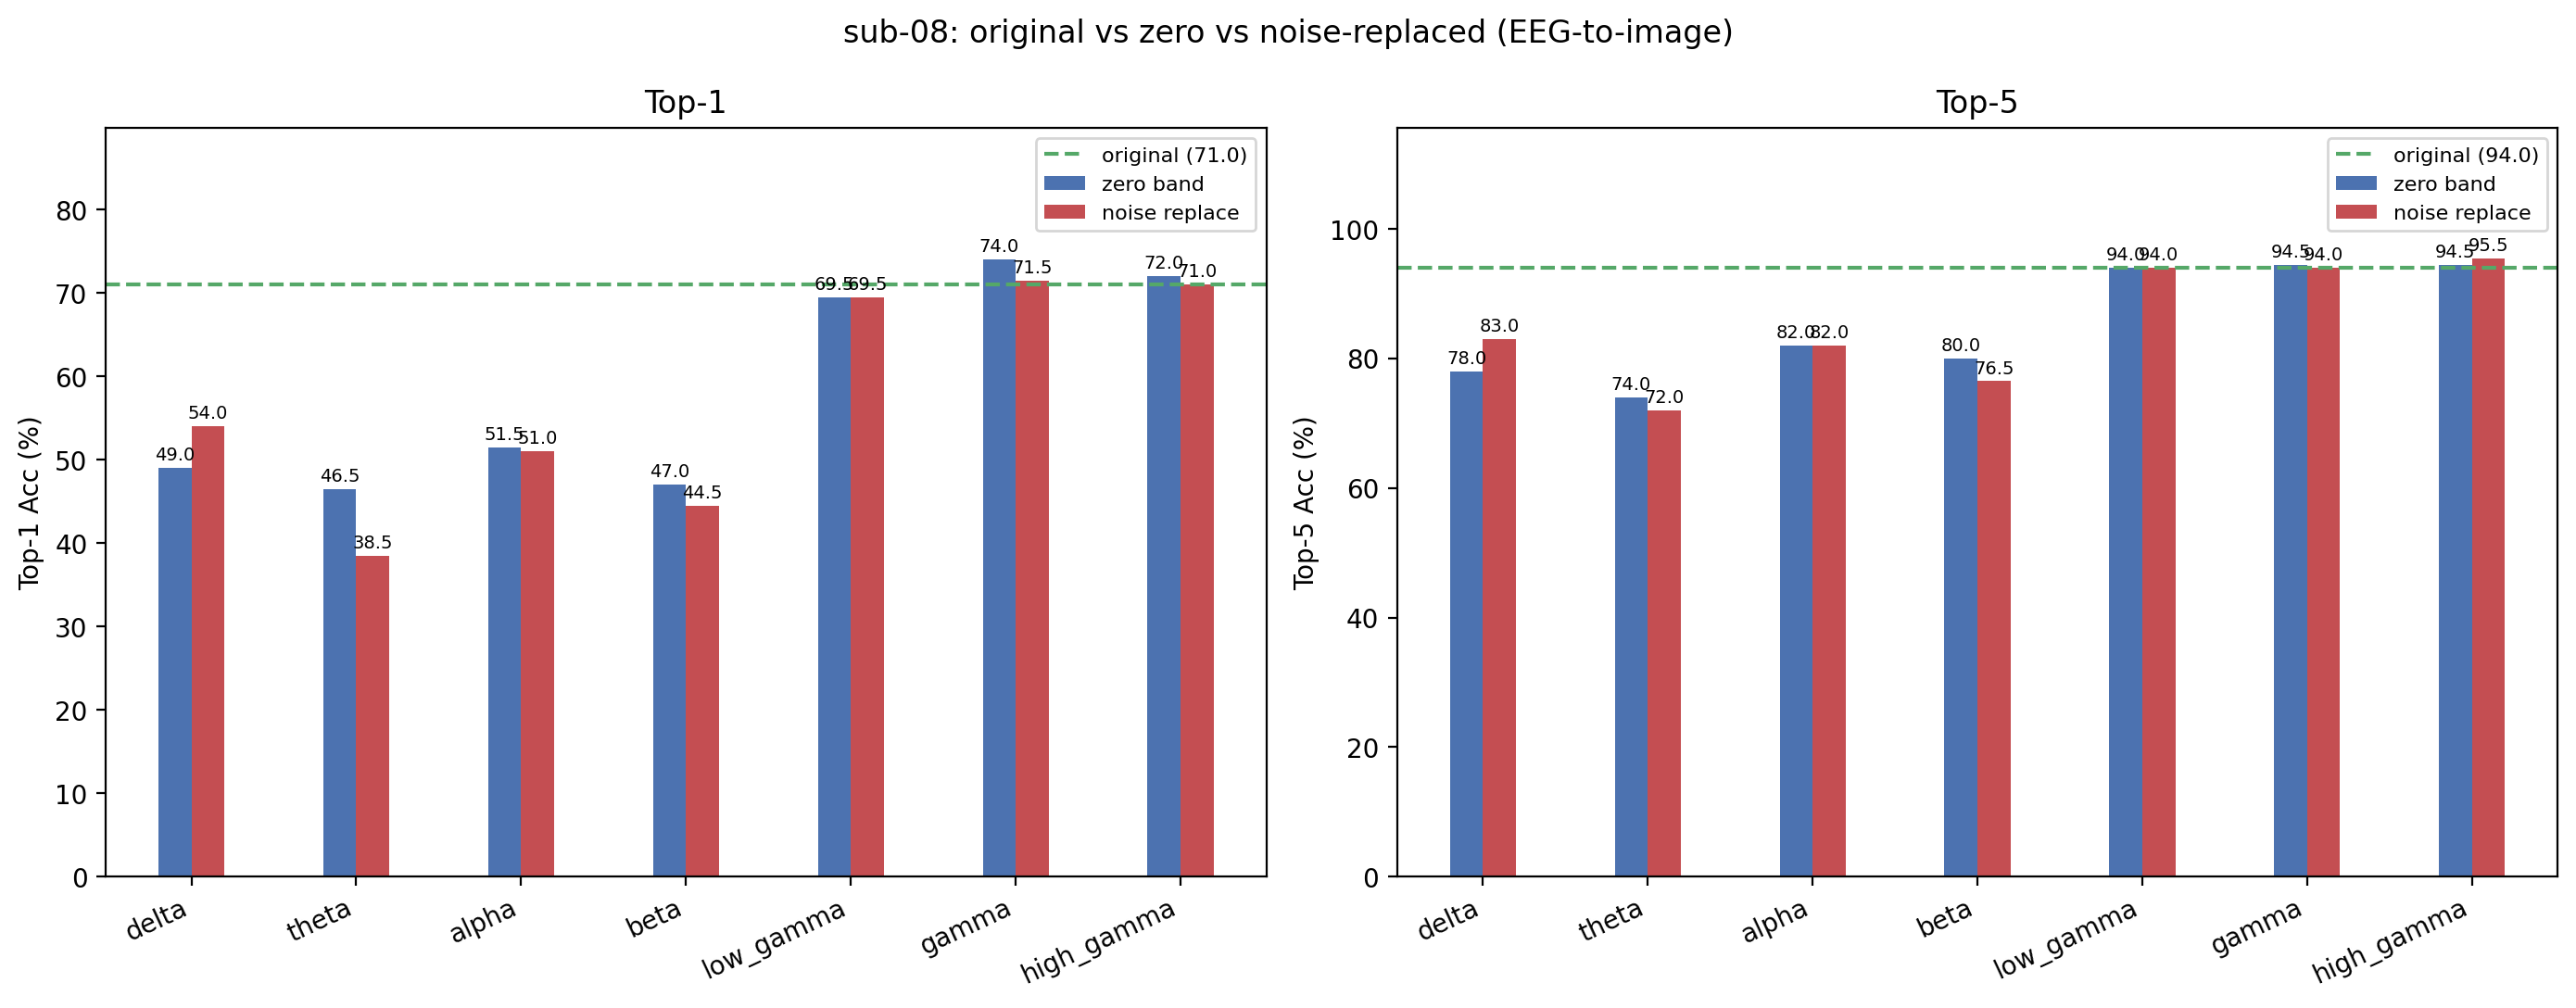 sub-08: original vs zero vs noise-replaced (EEG-to-image)
Top-1
original (71.0)
zero band
noise replace
Top-1 Acc (%)
80
70
60
50
40
30
20
10
0
49.0
54.0
46.5
38.5
51.5
51.0
47.0
44.5
69.5
69.5
74.0
71.5
72.0
71.0
delta
theta
alpha
beta
low_gamma
gamma
high_gamma
Top-5
original (94.0)
zero band
noise replace
Top-5 Acc (%)
100
80
60
40
20
0
78.0
83.0
74.0
72.0
82.0
82.0
80.0
76.5
94.0
94.0
94.5
94.0
94.5
95.5
delta
theta
alpha
beta
low_gamma
gamma
high_gamma